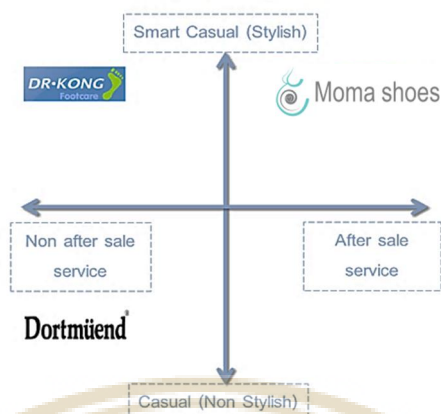 Smart Casual (Stylish)
DR•KONG
Footcare
Moma shoes
Non after sale
service
After sale
service
Dortmüend®
Casual (Non Stylish)